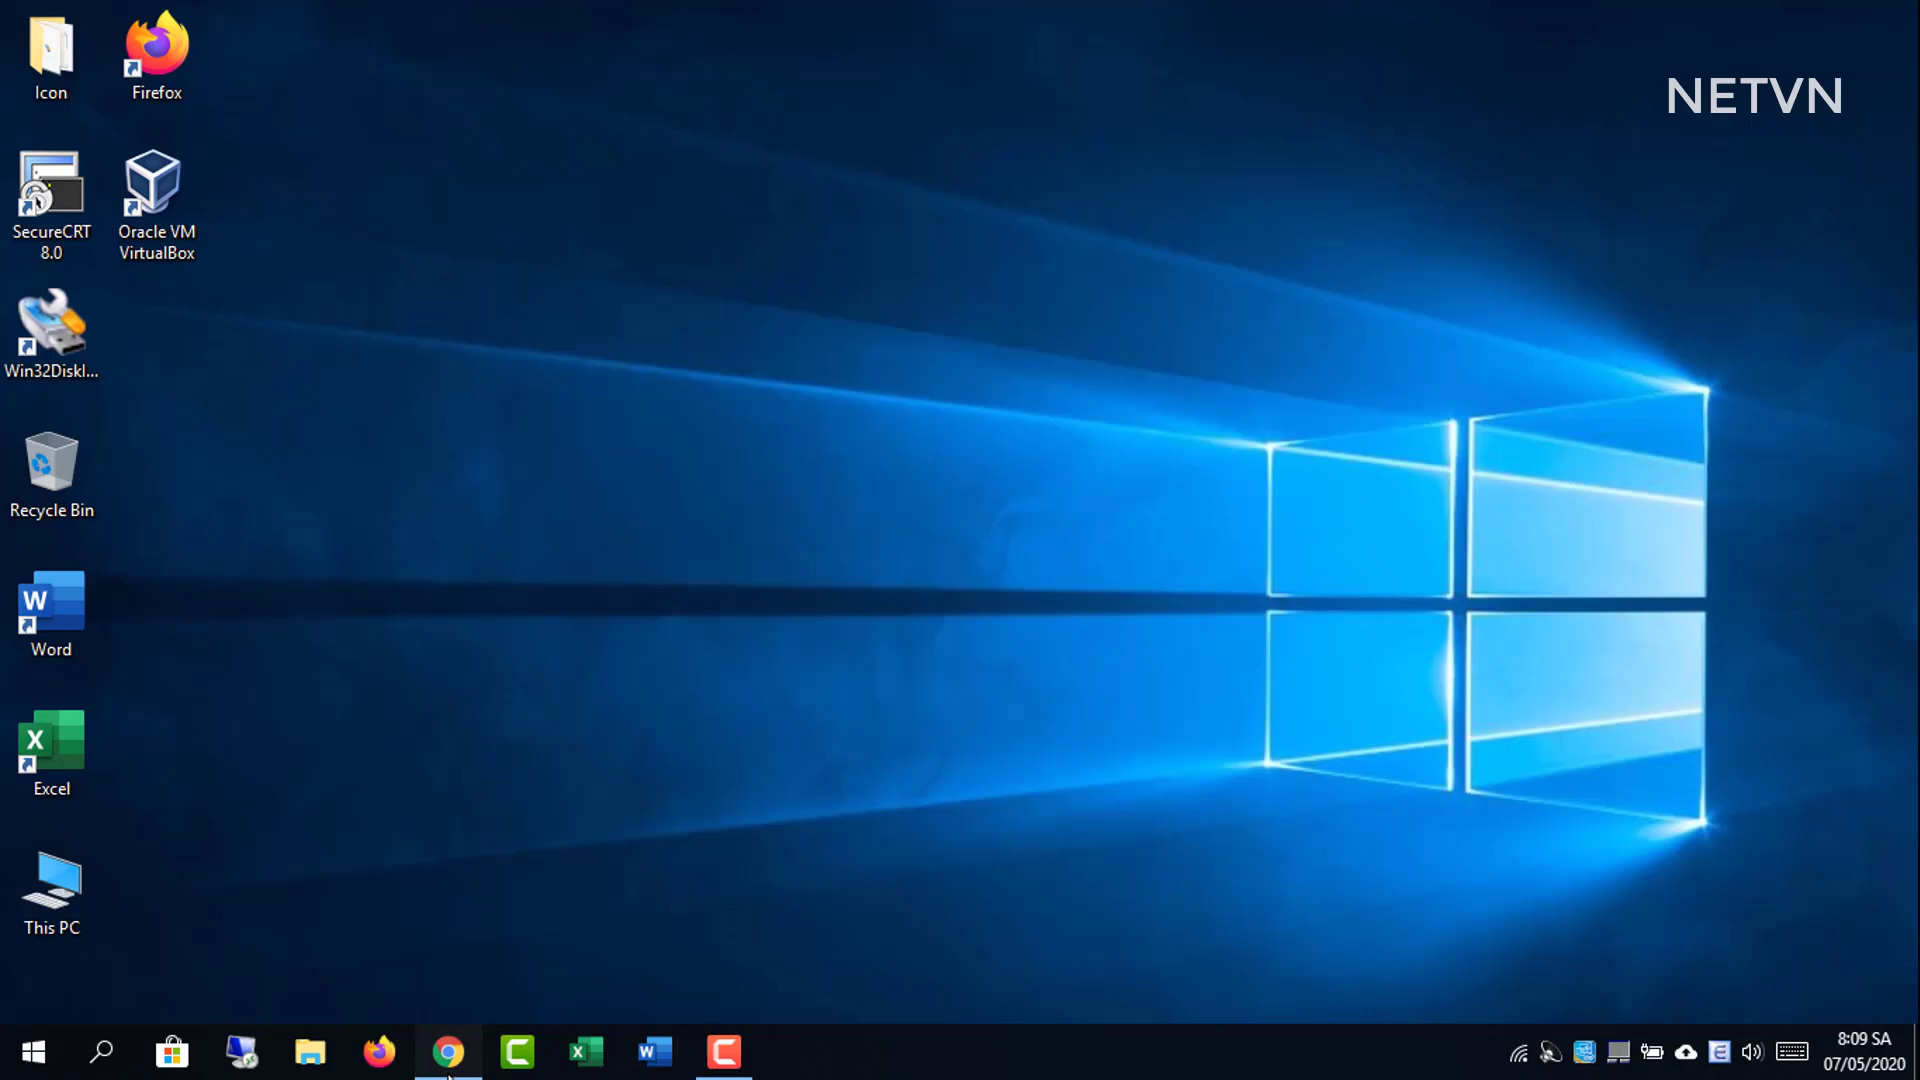 Icon
Firefox
NETVN
SecureCRT
8.0
Oracle VM
VirtualBox
Win32DiskI...
Recycle Bin
W
Word
X
Excel
This PC
8:09 SA
07/05/2020